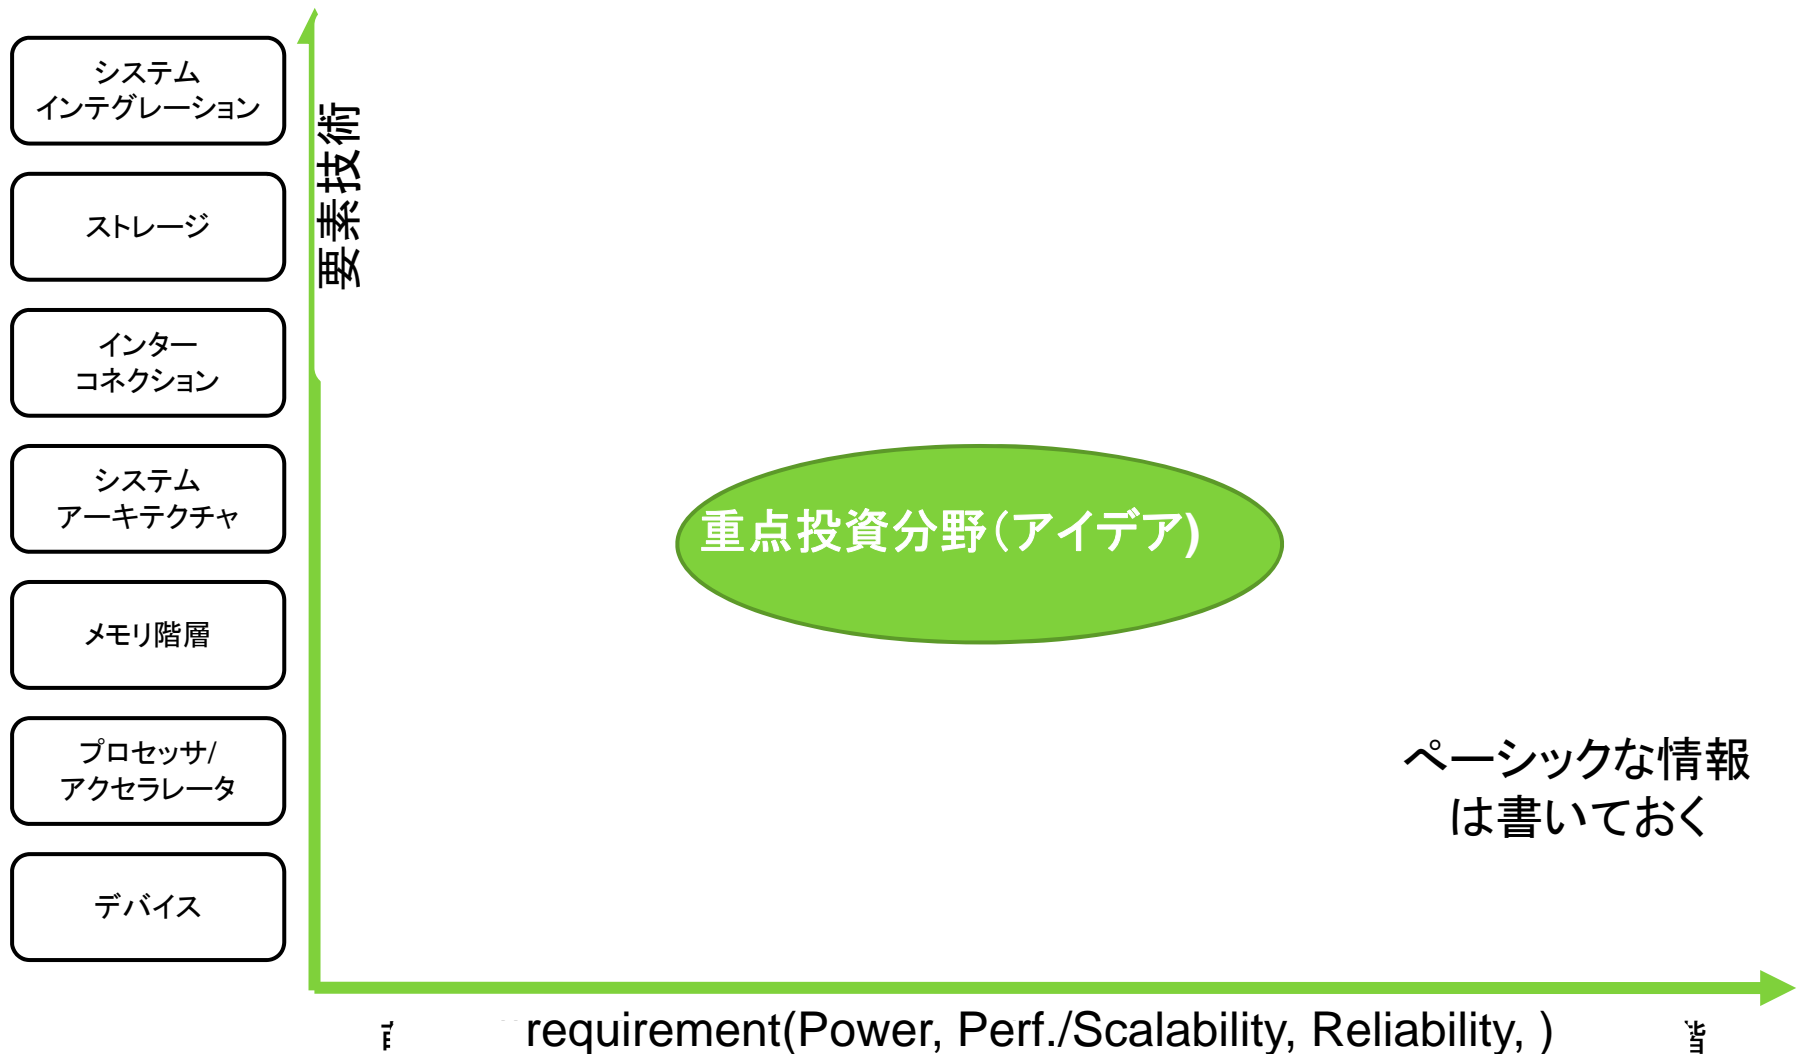 システム
インテグレーション
ストレージ
インター
コネクション
システム
アーキテクチャ
メモリ階層
プロセッサ/
アクセラレータ
デバイス
要素技術
重点投資分野(アイデア)
ペーシックな情報
は書いておく
requirement(Power, Perf./Scalability, Reliability, )